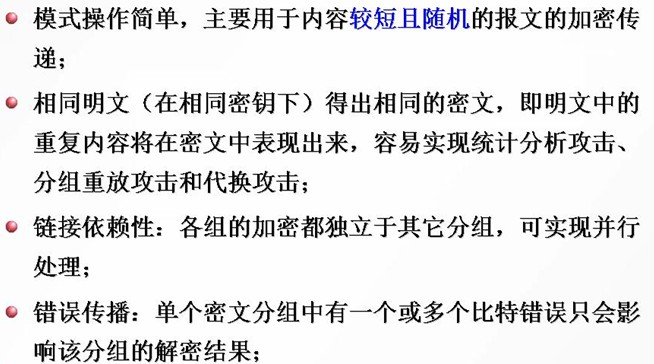 模式操作简单，主要用于内容较短且随机的报文的加密传
递；
相同明文（在相同密钥下）得出相同的密文，即明文中的
重复内容将在密文中表现出来，容易实现统计分析攻击、
分组重放攻击和代换攻击；
链接依赖性：各组的加密都独立于其它分组，可实现并行
处理；
错误传播：单个密文分组中有一个或多个比特错误只会影
响该分组的解密结果；